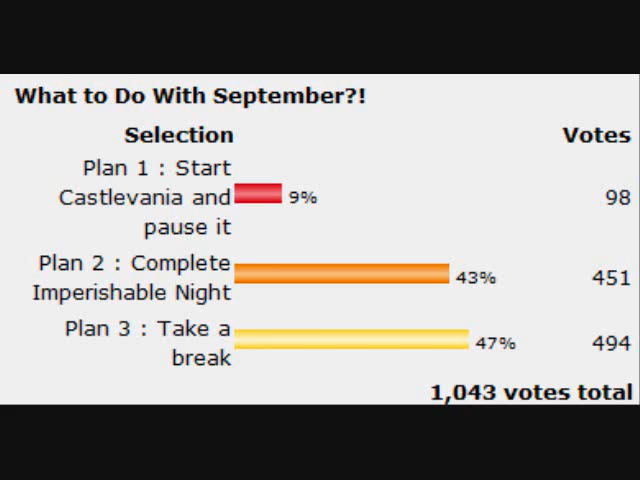 What to Do With September?!
Selection Votes
Plan 1 : Start
Castlevania and 9% 98
pause it
Plan 2 : Complete 43% 451
Imperishable Night
Plan 3 : Take a 47% 494
break
1,043 votes total